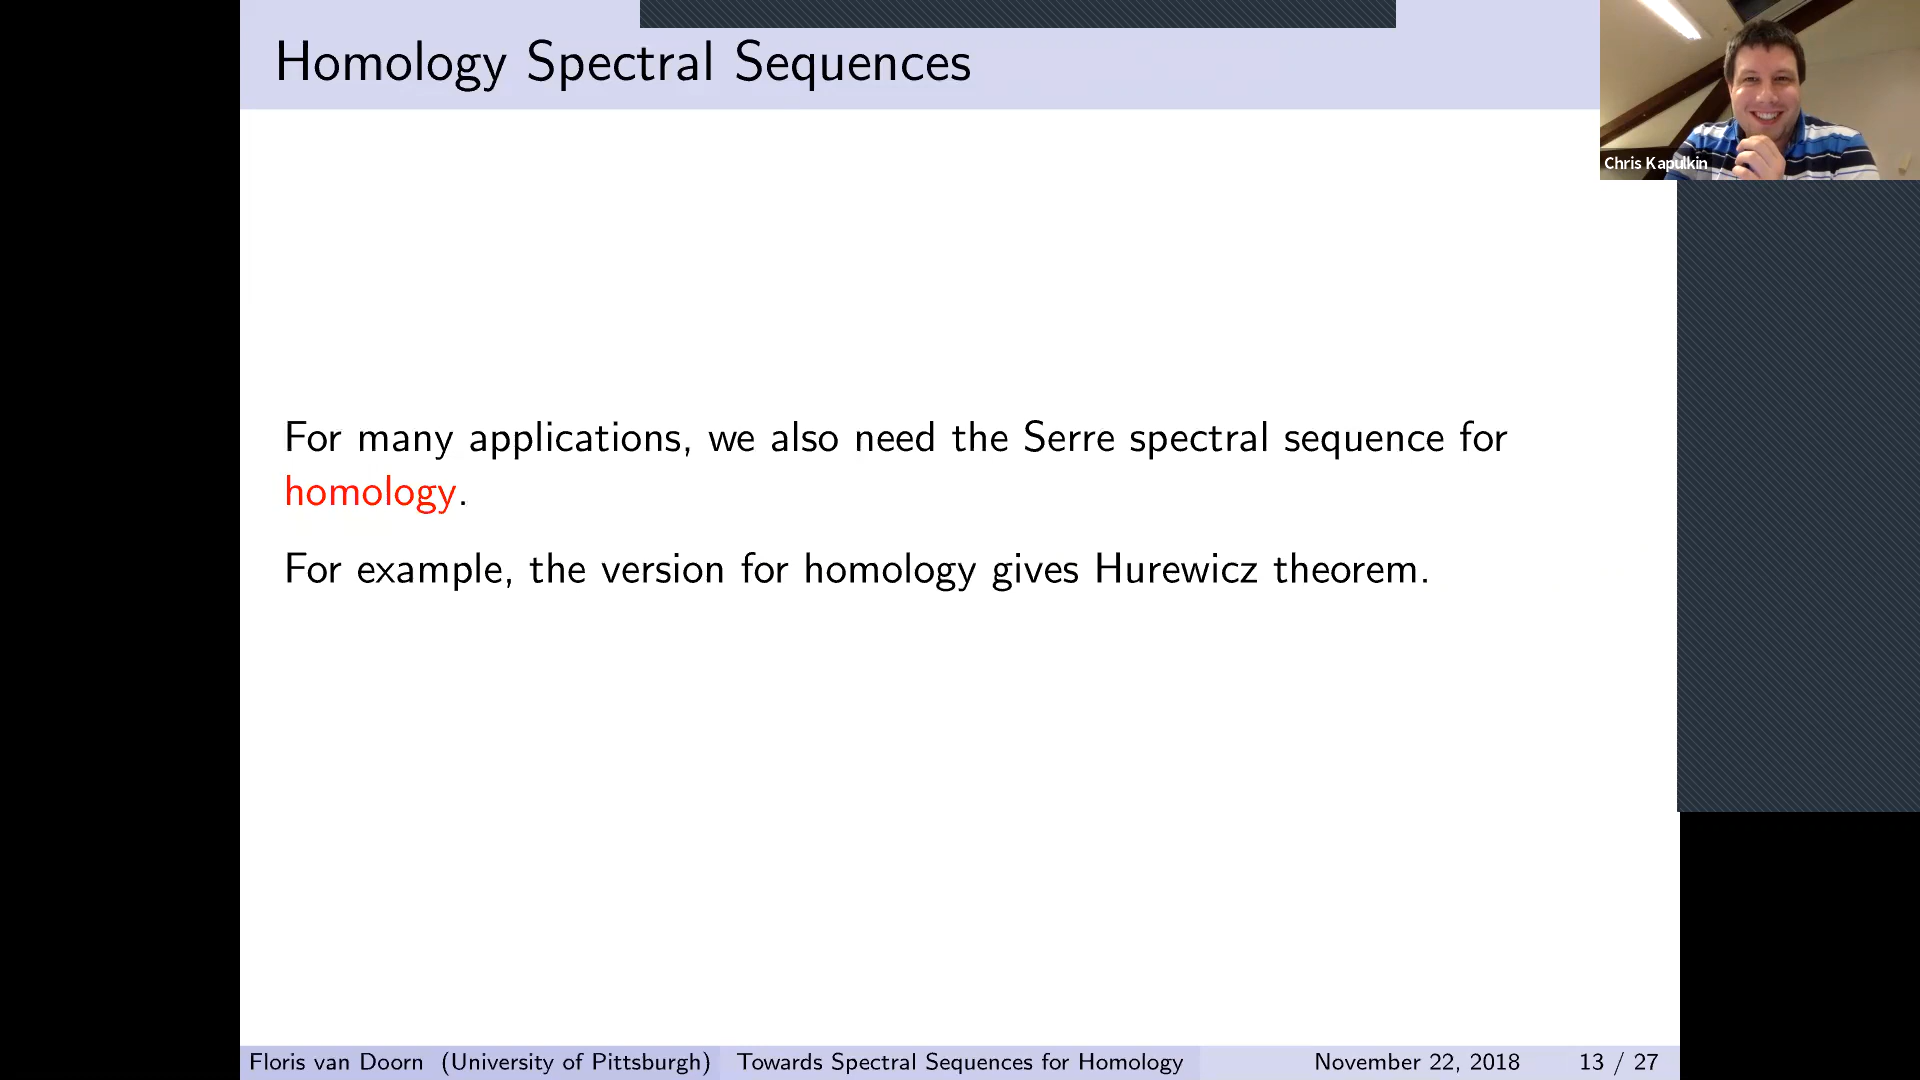 Homology Spectral Sequences
Chris Kapulkin
For many applications, we also need the Serre spectral sequence for
homology.
For example, the version for homology gives Hurewicz theorem.
Floris van Doorn (University of Pittsburgh) Towards Spectral Sequences for Homology November 22, 2018 13 / 27